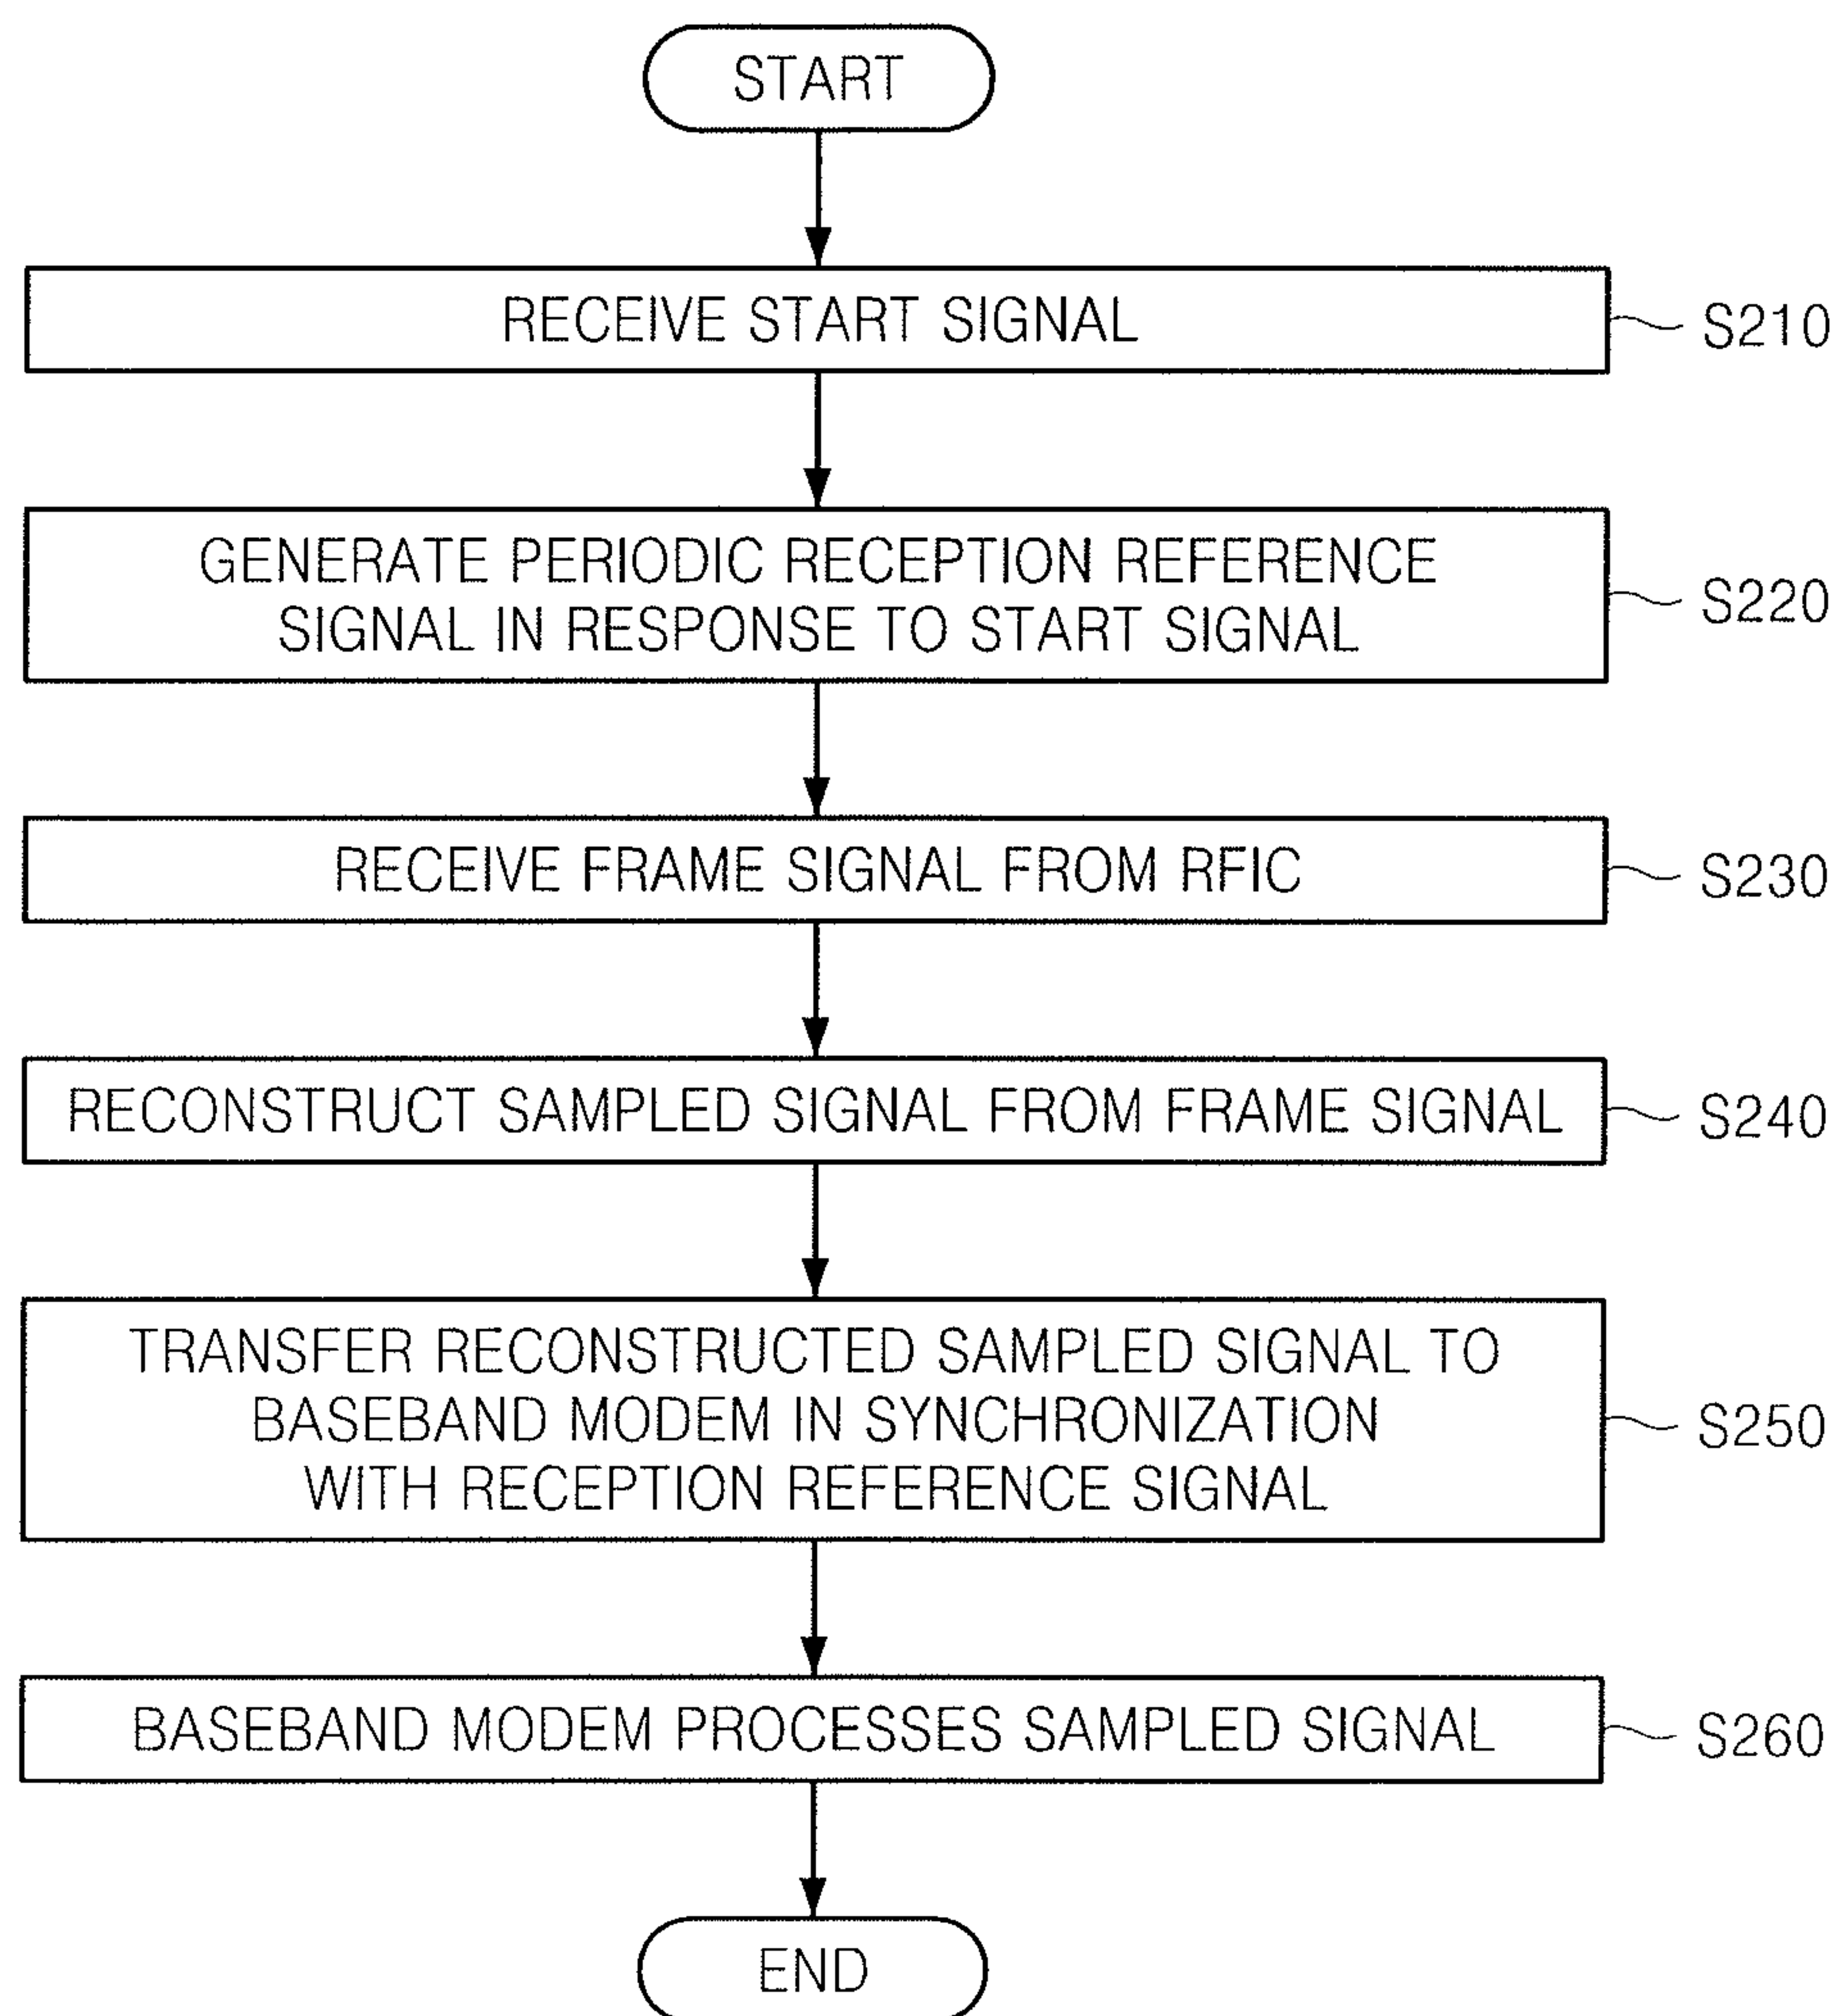 START
RECEIVE START SIGNAL
S210
GENERATE PERIODIC RECEPTION REFERENCE
SIGNAL IN RESPONSE TO START SIGNAL
S220
RECEIVE FRAME SIGNAL FROM RFIC
S230
RECONSTRUCT SAMPLED SIGNAL FROM FRAME SIGNAL
S240
TRANSFER RECONSTRUCTED SAMPLED SIGNAL TO
BASEBAND MODEM IN SYNCHRONIZATION
WITH RECEPTION REFERENCE SIGNAL
S250
BASEBAND MODEM PROCESSES SAMPLED SIGNAL
S260
END